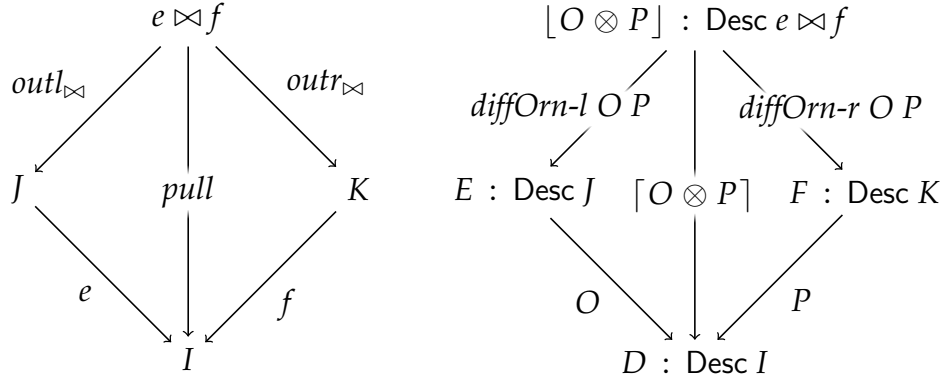 e ⋈ f ⌊O ⊗ P⌋ : Desc e ⋈ f
outl⋈ outr⋈ diffOrn-l O P diffOrn-r O P
J pull K E : Desc J ⌈O ⊗ P⌉ F : Desc K
e f O P
I D : Desc I